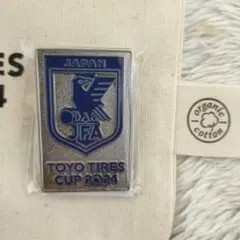 ES
4
JAPAN
JFA
TOYO TIRES
CUP 2024
organic
cotton